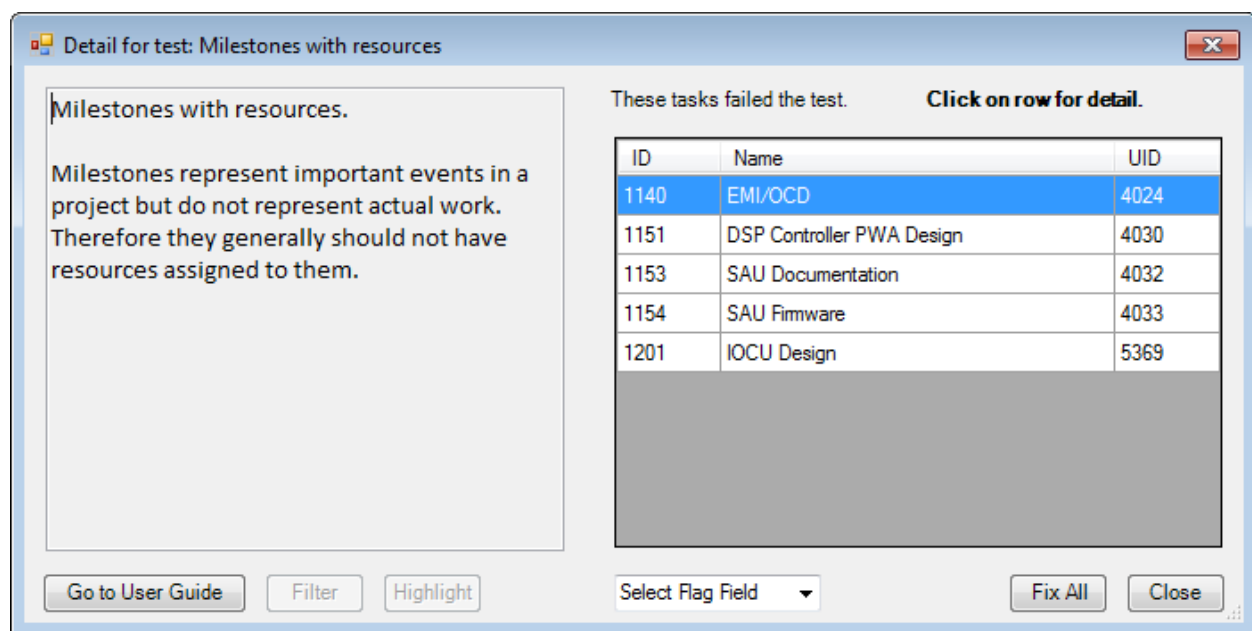 Detail for test: Milestones with resources
Milestones with resources.
Milestones represent important events in a
project but do not represent actual work.
Therefore they generally should not have
resources assigned to them.
These tasks failed the test. Click on row for detail.
ID Name UID
1140 EMI/OCD 4024
1151 DSP Controller PWA Design 4030
1153 SAU Documentation 4032
1154 SAU Firmware 4033
1201 IOCU Design 5369
Go to User Guide Filter Highlight Select Flag Field Fix All Close